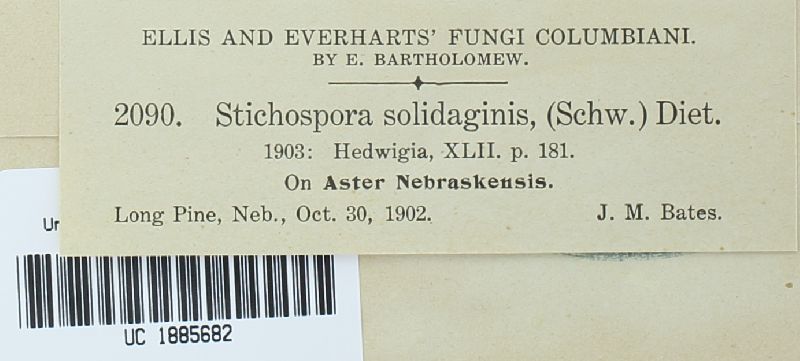 ELLIS AND EVERHARTS' FUNGI COLUMBIANI.
BY E. BARTHOLOMEW.
2090. Stichospora solidaginis, (Schw.) Diet.
1903: Hedwigia, XLII. p. 181.
On Aster Nebraskensis.
Long Pine, Neb., Oct. 30, 1902. J. M. Bates.
UC 1885682